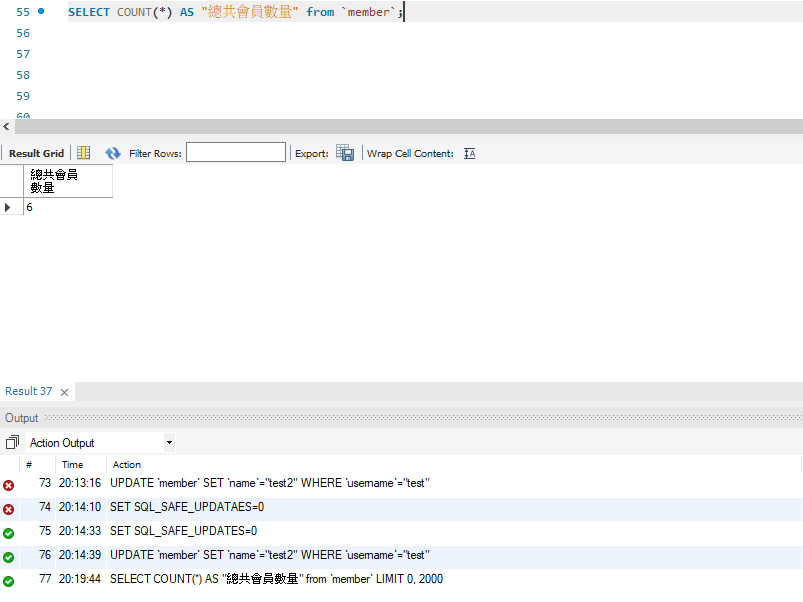 55 SELECT COUNT(*) AS "總共會員數量" from `member`;
56
57
58
59
60
Result Grid Filter Rows: Export: Wrap Cell Content:
總共會員
數量
6
Result 37
Output
Action Output
# Time Action
73 20:13:16 UPDATE `member` SET `name`="test2" WHERE `username`="test"
74 20:14:10 SET SQL_SAFE_UPDATAES=0
75 20:14:33 SET SQL_SAFE_UPDATES=0
76 20:14:39 UPDATE `member` SET `name`="test2" WHERE `username`="test"
77 20:19:44 SELECT COUNT(*) AS "總共會員數量" from `member` LIMIT 0, 2000